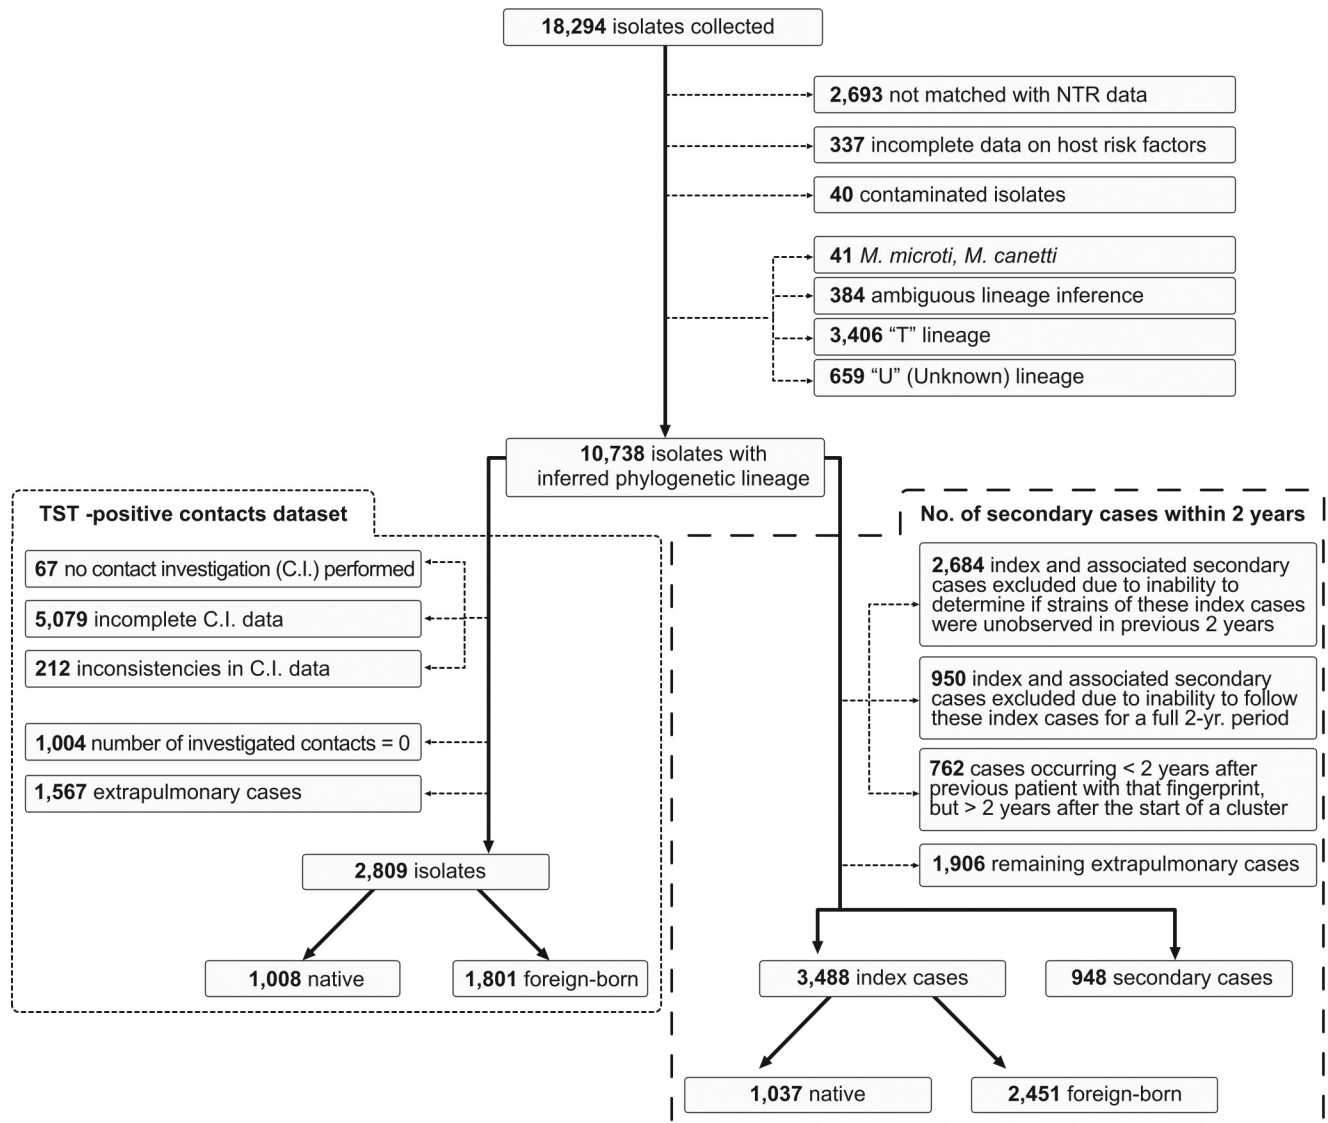 18,294 isolates collected
2,693 not matched with NTR data
337 incomplete data on host risk factors
40 contaminated isolates
41 M. microti, M. canetti
384 ambiguous lineage inference
3,406 “T” lineage
659 “U” (Unknown) lineage
10,738 isolates with
inferred phylogenetic lineage
TST -positive contacts dataset
67 no contact investigation (C.I.) performed
5,079 incomplete C.I. data
212 inconsistencies in C.I. data
1,004 number of investigated contacts = 0
1,567 extrapulmonary cases
2,809 isolates
1,008 native
1,801 foreign-born
No. of secondary cases within 2 years
2,684 index and associated secondary
cases excluded due to inability to
determine if strains of these index cases
were unobserved in previous 2 years
950 index and associated secondary
cases excluded due to inability to follow
these index cases for a full 2-yr. period
762 cases occurring < 2 years after
previous patient with that fingerprint,
but > 2 years after the start of a cluster
1,906 remaining extrapulmonary cases
3,488 index cases
948 secondary cases
1,037 native
2,451 foreign-born